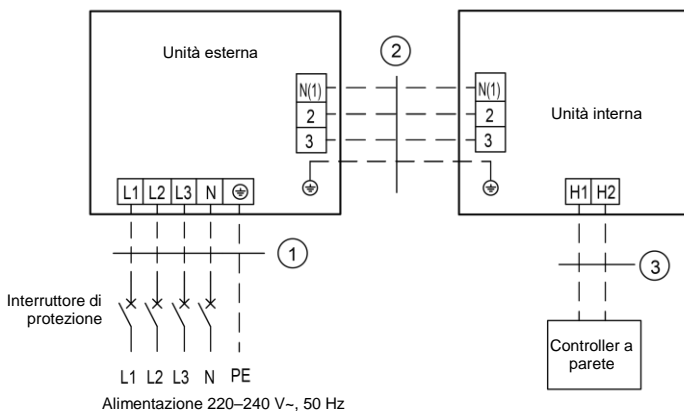 Unità esterna
2
Unità interna
N(1)
2
3
N(1)
2
3
L1 L2 L3 N
H1 H2
1
3
Interruttore di
protezione
Controller a
parete
L1 L2 L3 N PE
Alimentazione 220–240 V~, 50 Hz